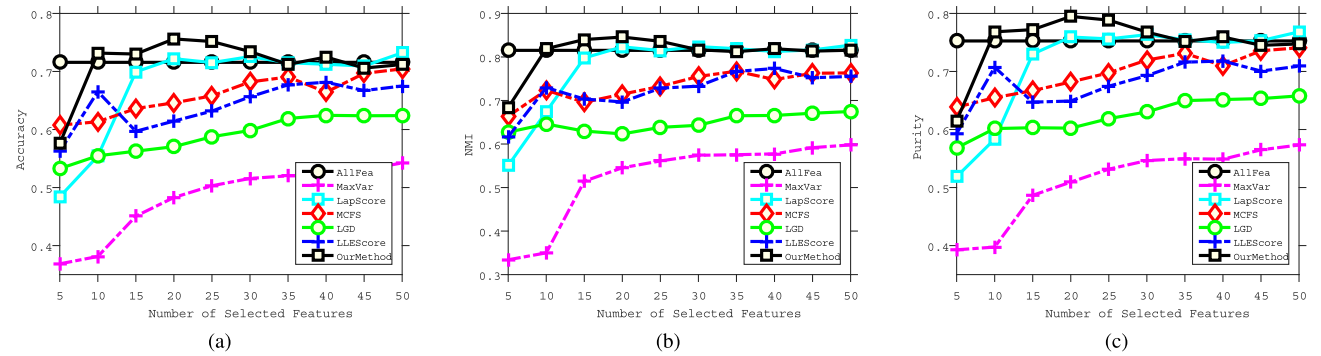 0.8
0.7
0.6
0.5
0.4
Accuracy
5 10 15 20 25 30 35 40 45 50
Number of Selected Features
AllFea
MaxVar
LapScore
MCFS
LGD
LLEScore
OurMethod
(a)
0.9
0.8
0.7
0.6
0.5
0.4
0.3
NMI
5 10 15 20 25 30 35 40 45 50
Number of Selected Features
AllFea
MaxVar
LapScore
MCFS
LGD
LLEScore
OurMethod
(b)
0.8
0.7
0.6
0.5
0.4
Purity
5 10 15 20 25 30 35 40 45 50
Number of Selected Features
AllFea
MaxVar
LapScore
MCFS
LGD
LLEScore
OurMethod
(c)